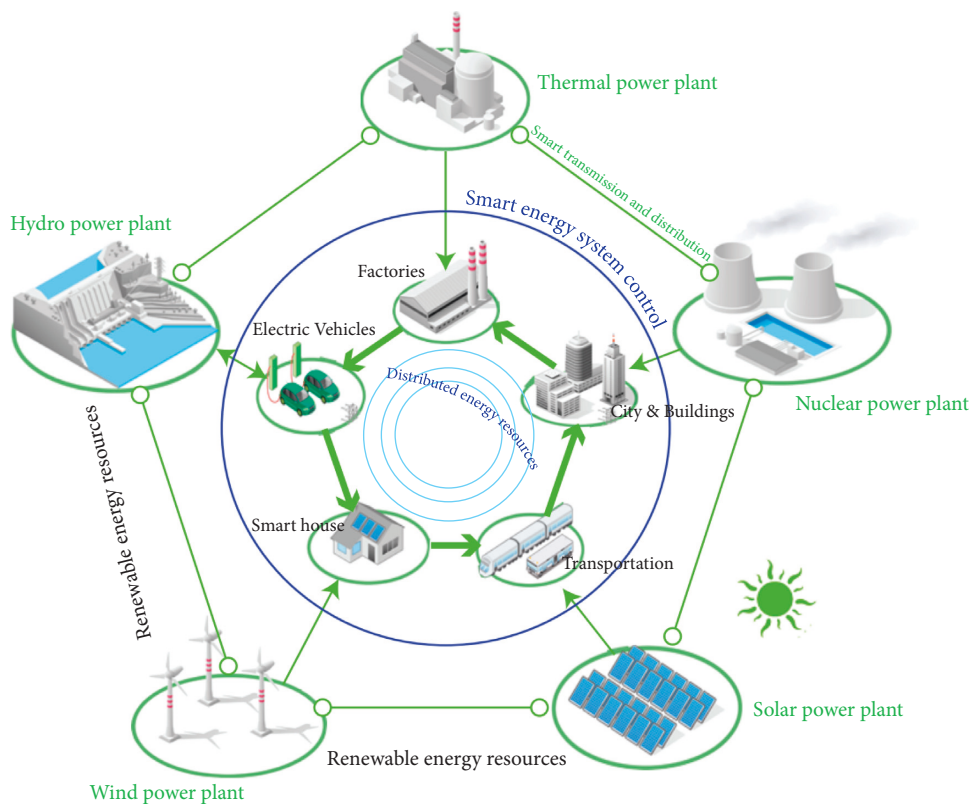 Thermal power plant
Smart transmission and distribution
Hydro power plant
Smart energy system control
Factories
Electric Vehicles
Distributed energy resources
City & Buildings
Nuclear power plant
Renewable energy resources
Smart house
Transportation
Solar power plant
Renewable energy resources
Wind power plant